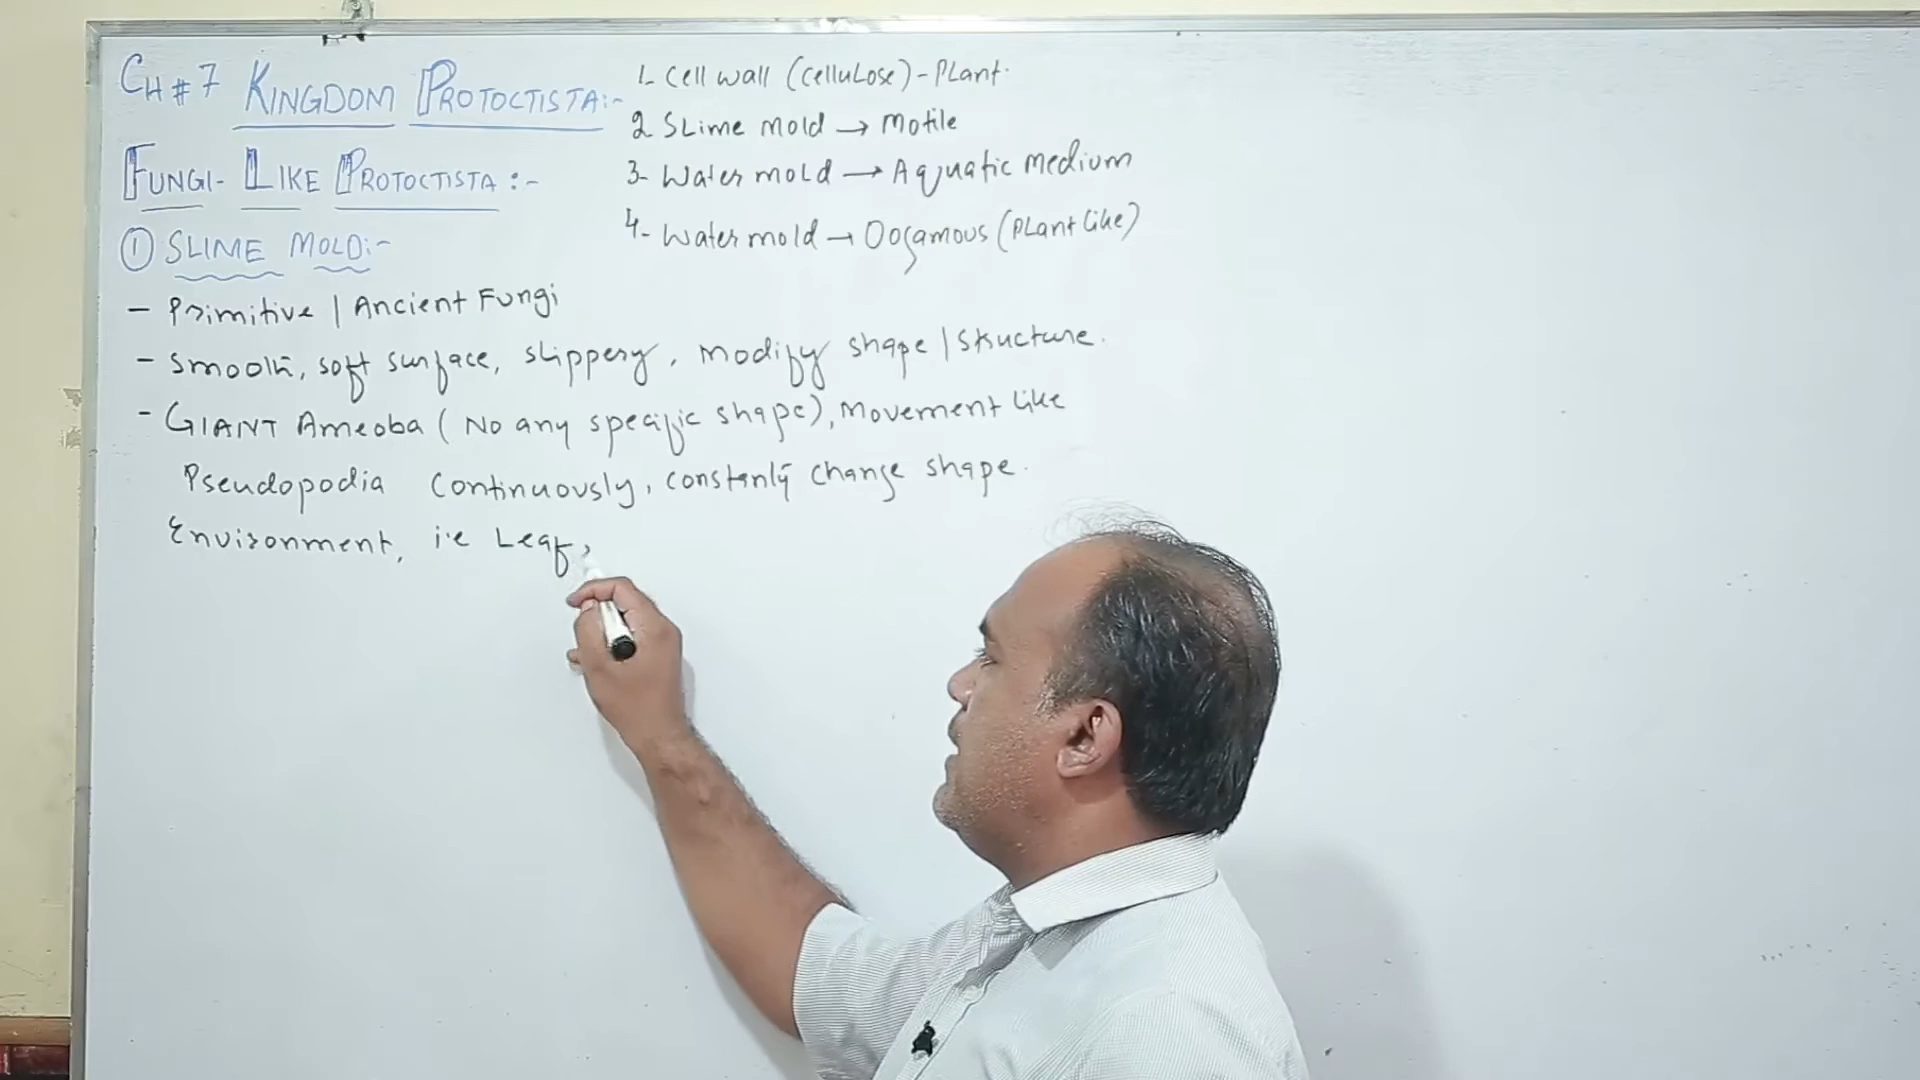 CH # 7 KINGDOM PROTOCTISTA:-
1- Cell wall (celluLose) - PLant.
2 SLime mold → Motile
3- Water moLd → Aquatic Medium
4- Water mold → Oogamous (PLant Like)
FUNGI- LIKE PROTOCTISTA :-
① SLIME MOLD:-
- Primitive | Ancient Fungi
- Smooth, soft surface, slippery, Modify shape | Structure.
- GIANT Ameoba ( No any specific shape), Movement Like
Pseudopodia Continuously, constantly change shape.
Environment, i.e Leaf,